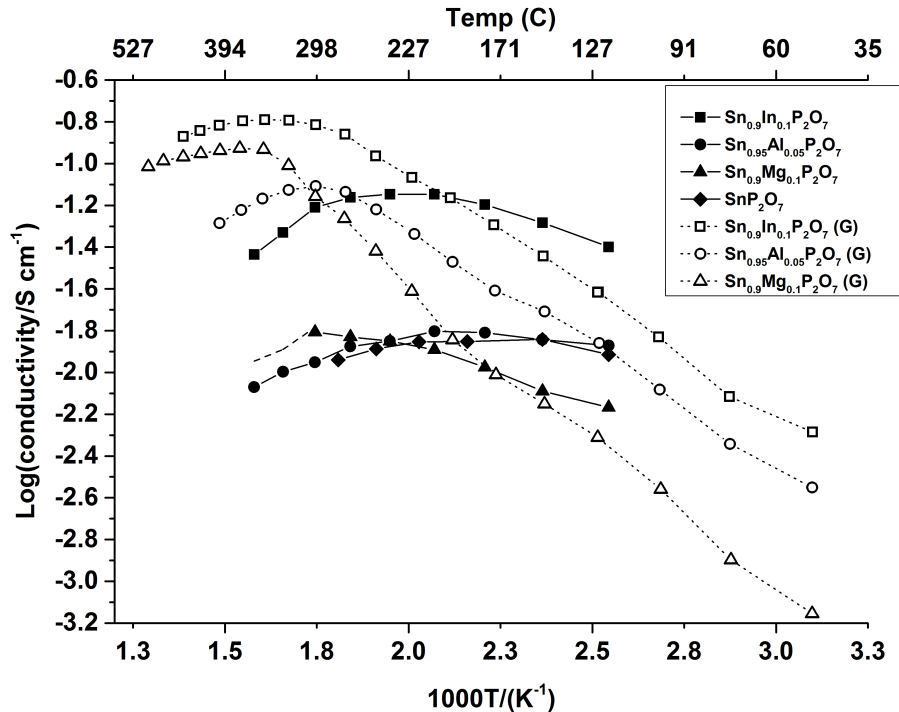 Temp (C)
527 394 298 227 171 127 91 60 35
-0.6
-0.8
-1.0
-1.2
-1.4
-1.6
-1.8
-2.0
-2.2
-2.4
-2.6
-2.8
-3.0
-3.2
Log(conductivity/S cm⁻¹)
Sn₀.₉In₀.₁P₂O₇
Sn₀.₉₅Al₀.₀₅P₂O₇
Sn₀.₉Mg₀.₁P₂O₇
SnP₂O₇
Sn₀.₉In₀.₁P₂O₇ (G)
Sn₀.₉₅Al₀.₀₅P₂O₇ (G)
Sn₀.₉Mg₀.₁P₂O₇ (G)
1.3 1.5 1.8 2.0 2.3 2.5 2.8 3.0 3.3
1000T/(K⁻¹)